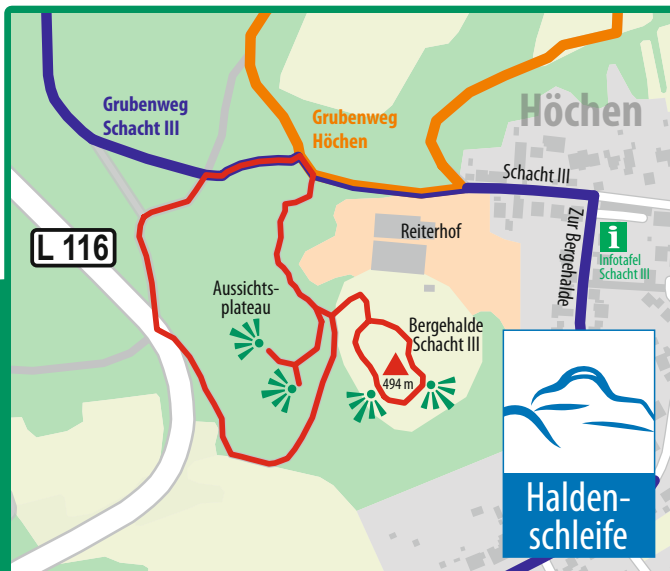 Grubenweg
Schacht III
Grubenweg
Höchen
Höchen
Schacht III
Zur Bergehalde
L 116
Reiterhof
i
Infotafel
Schacht III
Aussichts-
plateau
Bergehalde
Schacht III
494 m
Halden-
schleife